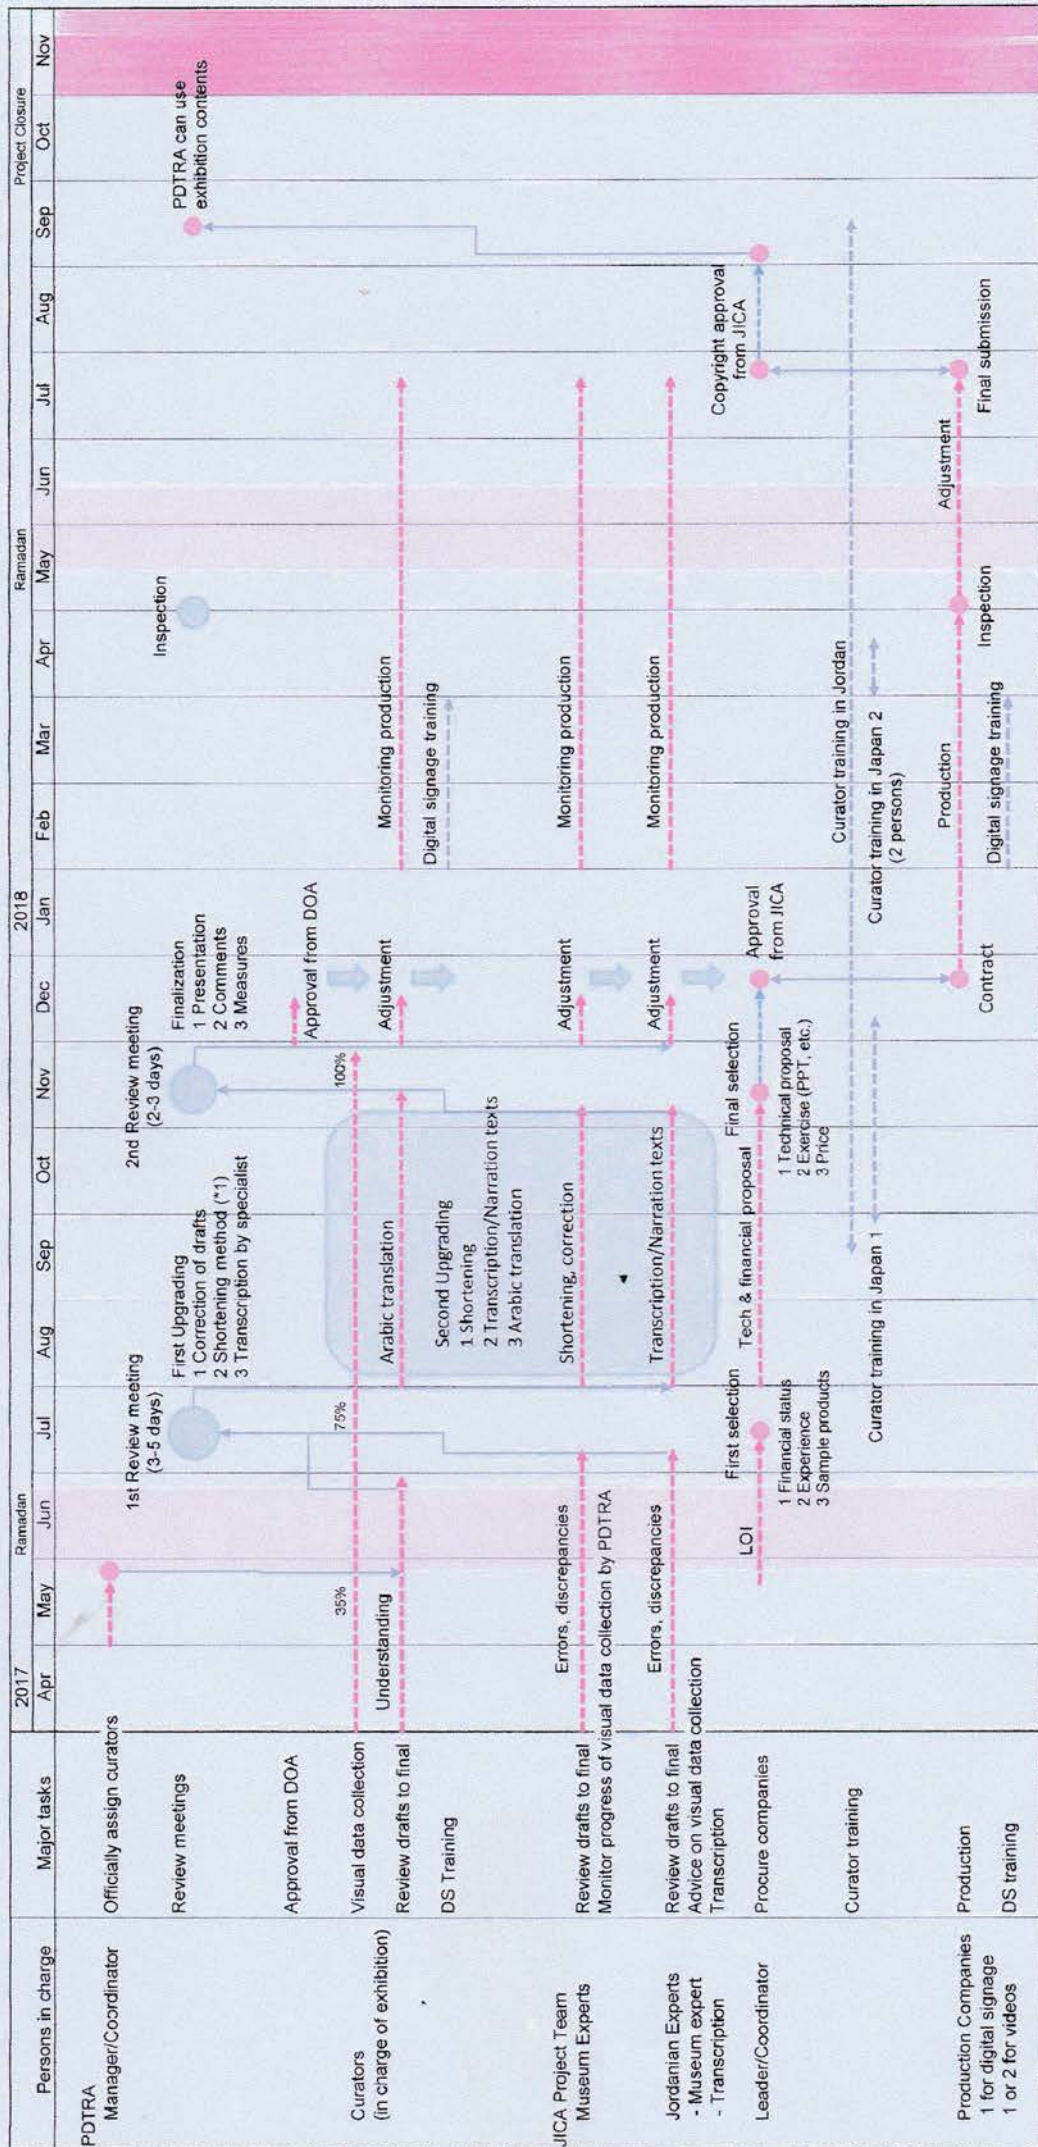 Persons in charge
Major tasks
2017
Ramadan
2018
Ramadan
Project Closure
Apr
May
Jun
Jul
Aug
Sep
Oct
Nov
Dec
Jan
Feb
Mar
Apr
May
Jun
Jul
Aug
Sep
Oct
Nov
PDTRA
Manager/Coordinator
Officially assign curators
Review meetings
1st Review meeting
(3-5 days)
First Upgrading
1 Correction of drafts
2 Shortening method (*1)
3 Transcription by specialist
2nd Review meeting
(2-3 days)
Finalization
1 Presentation
2 Comments
3 Measures
Inspection
PDTRA can use
exhibition contents
Approval from DOA
Approval from DOA
Curators
(in charge of exhibition)
Visual data collection
35%
75%
100%
Review drafts to final
Understanding
Arabic translation
Adjustment
Monitoring production
DS Training
Second Upgrading
1 Shortening
2 Transcription/Narration texts
3 Arabic translation
Digital signage training
JICA Project Team
Museum Experts
Review drafts to final
Monitor progress of visual data collection by PDTRA
Errors, discrepancies
Shortening, correction
Adjustment
Monitoring production
Jordanian Experts
- Museum expert
- Transcription
Review drafts to final
Advice on visual data collection
Transcription
Errors, discrepancies
Transcription/Narration texts
Adjustment
Monitoring production
Leader/Coordinator
Procure companies
LOI
First selection
1 Financial status
2 Experience
3 Sample products
Tech & financial proposal
Final selection
1 Technical proposal
2 Exercise (PPT, etc.)
3 Price
Approval
from JICA
Copyright approval
from JICA
Curator training
Curator training in Jordan
Curator training in Japan 1
Curator training in Japan 2
(2 persons)
Production Companies
1 for digital signage
1 or 2 for videos
Production
Contract
Production
Inspection
Adjustment
Final submission
DS training
Digital signage training